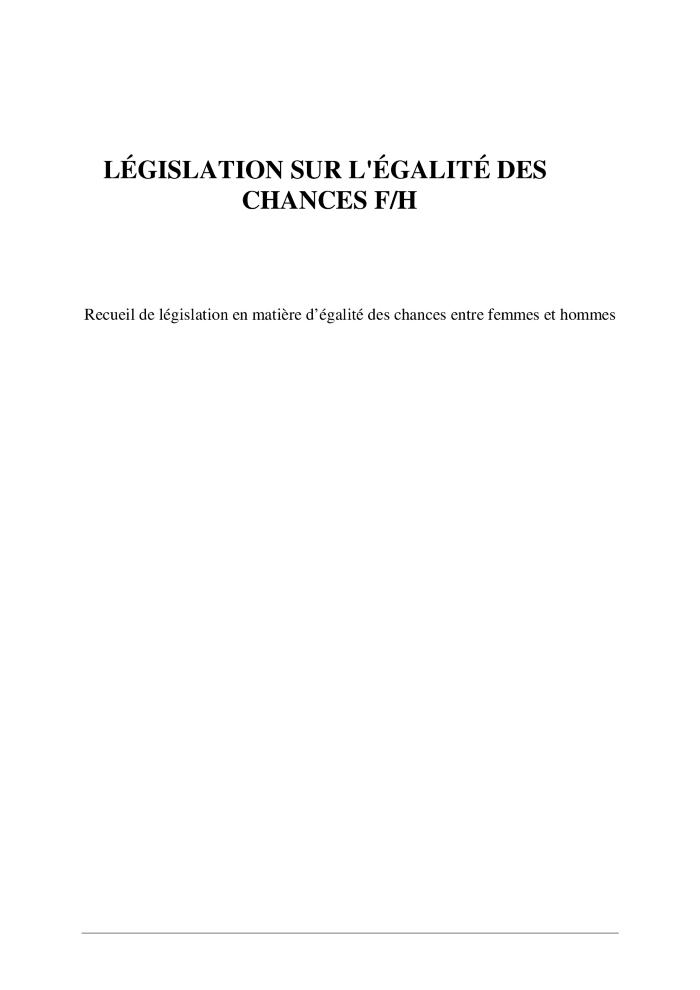 LÉGISLATION SUR L'ÉGALITÉ DES
CHANCES F/H
Recueil de législation en matière d’égalité des chances entre femmes et hommes